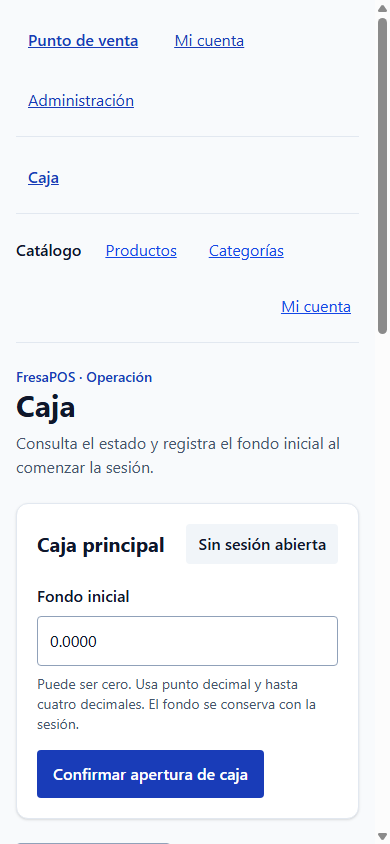 Punto de venta Mi cuenta
Administración
Caja
Catálogo Productos Categorías
Mi cuenta
FresaPOS · Operación
Caja
Consulta el estado y registra el fondo inicial al
comenzar la sesión.
Caja principal Sin sesión abierta
Fondo inicial
0.0000
Puede ser cero. Usa punto decimal y hasta
cuatro decimales. El fondo se conserva con la
sesión.
Confirmar apertura de caja